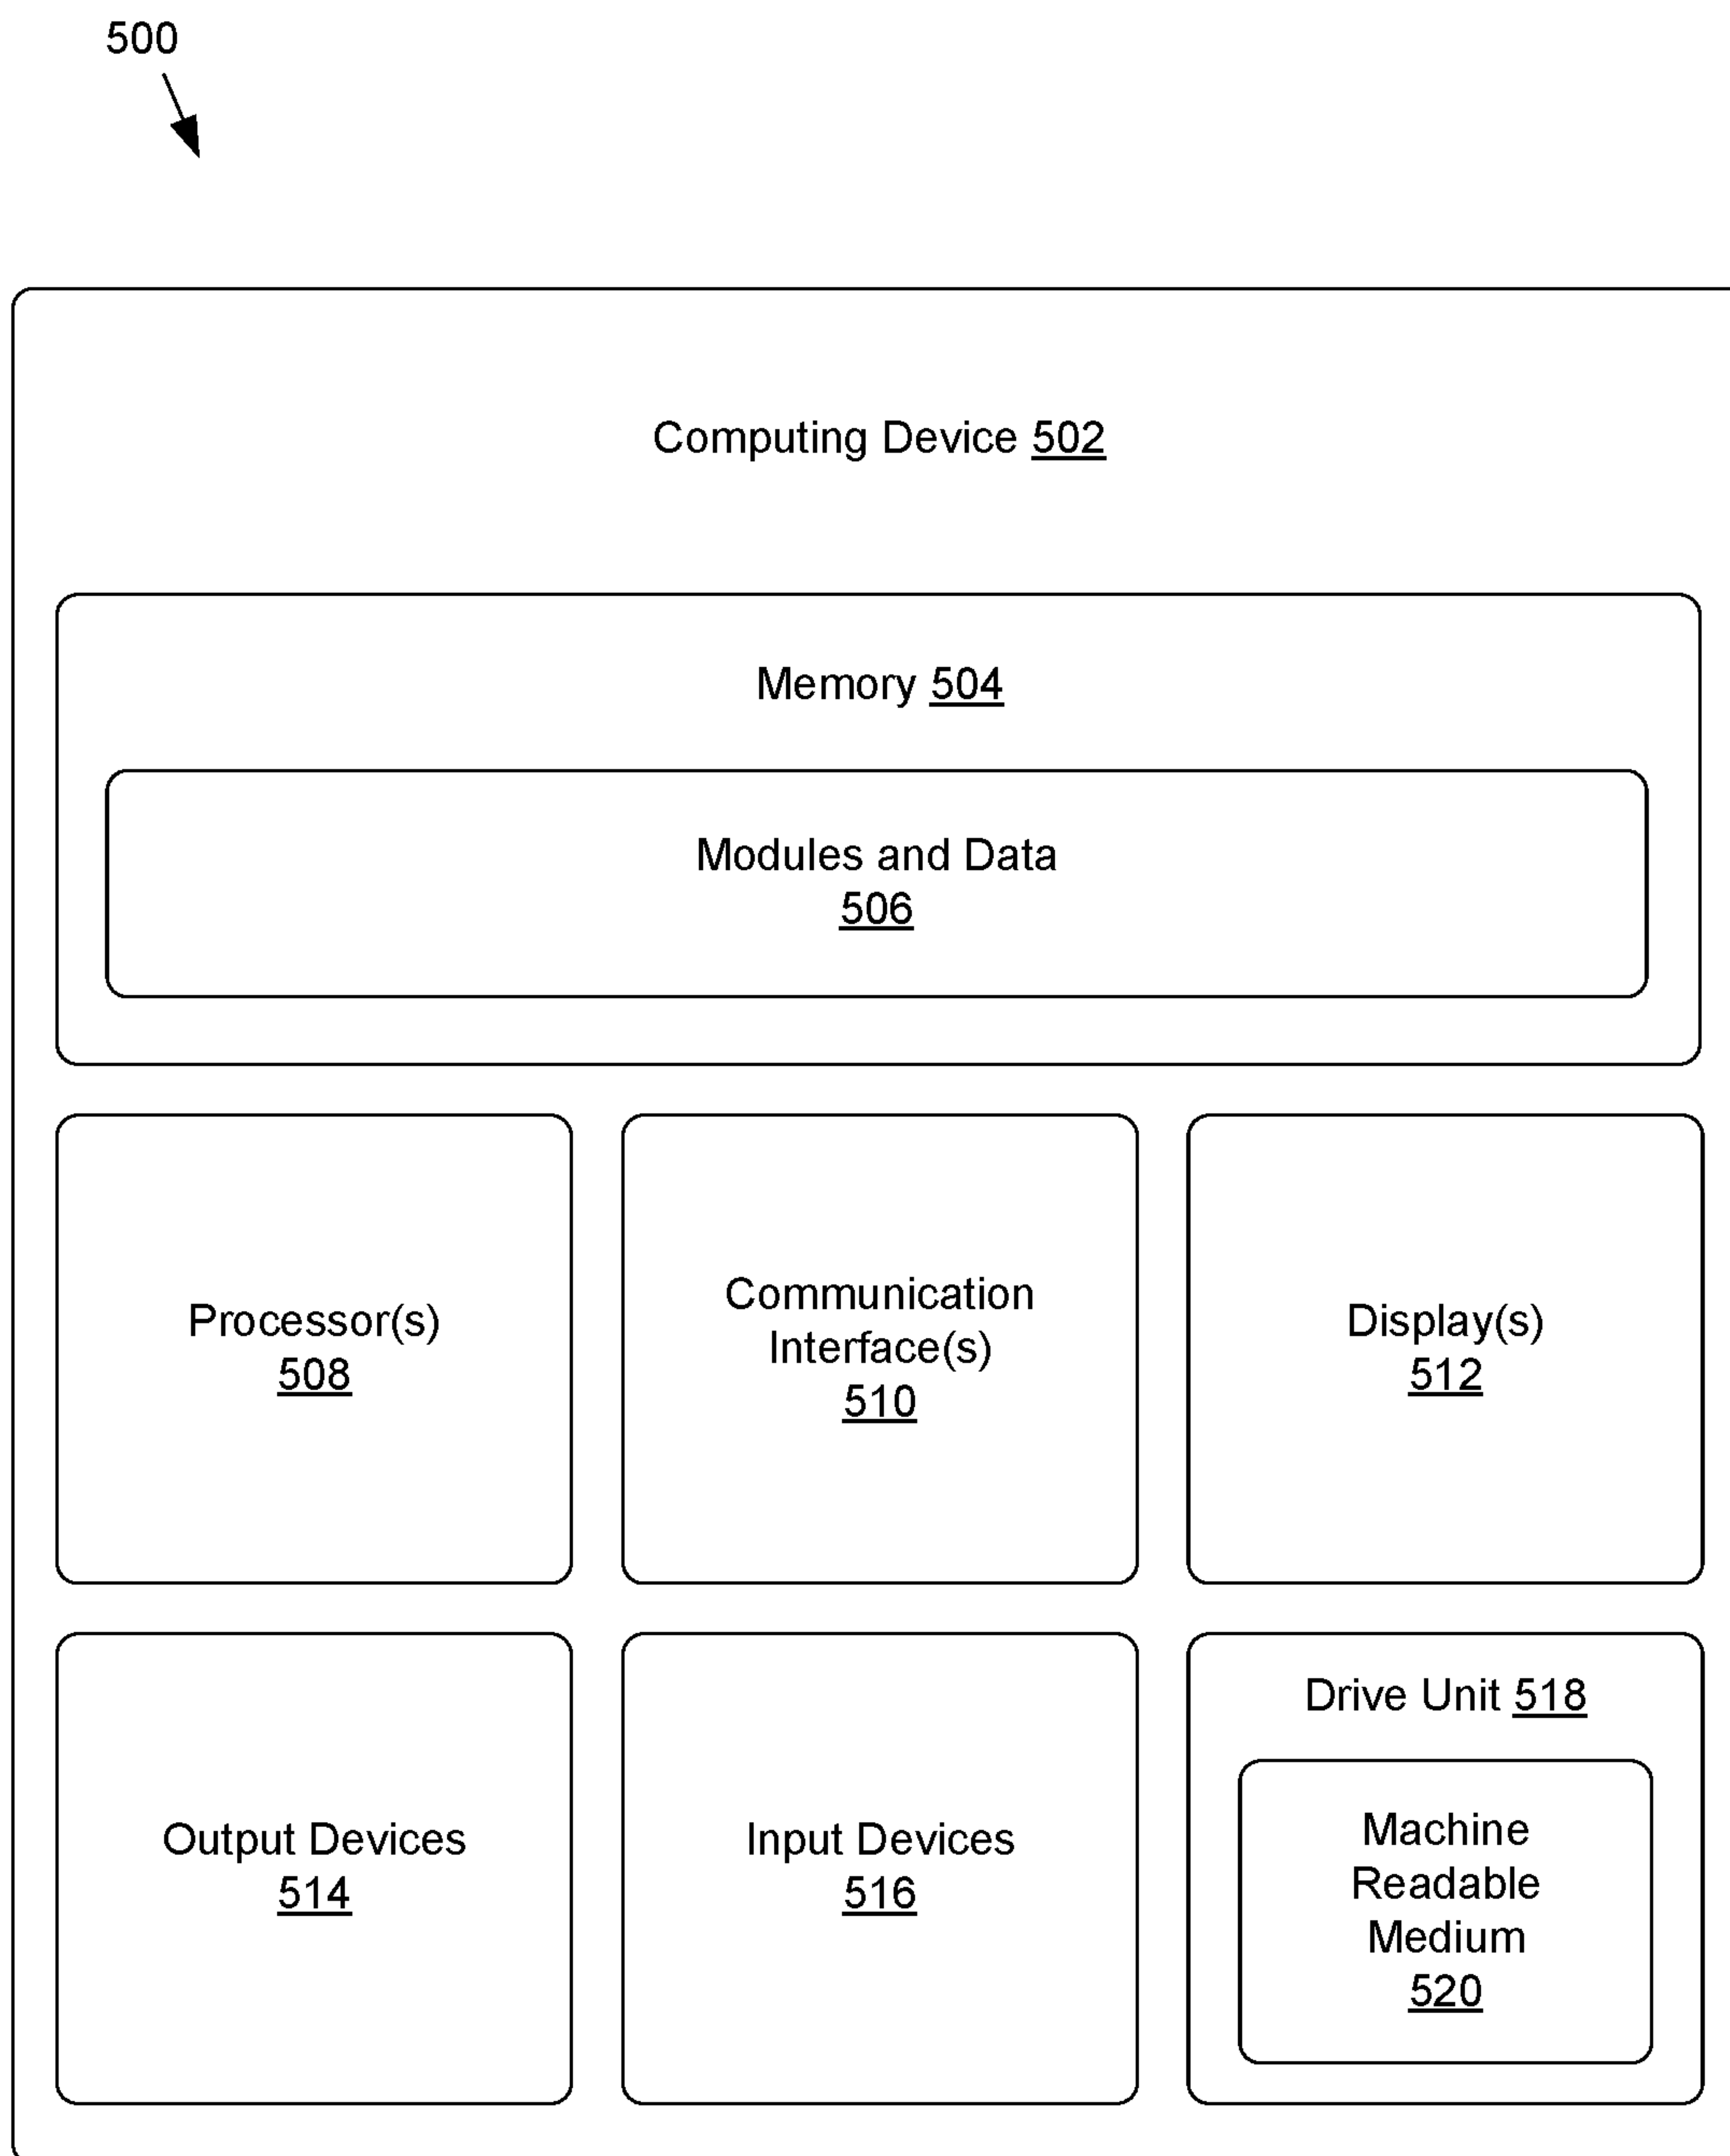 500
Computing Device 502
Memory 504
Modules and Data
506
Processor(s)
508
Communication
Interface(s)
510
Display(s)
512
Output Devices
514
Input Devices
516
Drive Unit 518
Machine
Readable
Medium
520